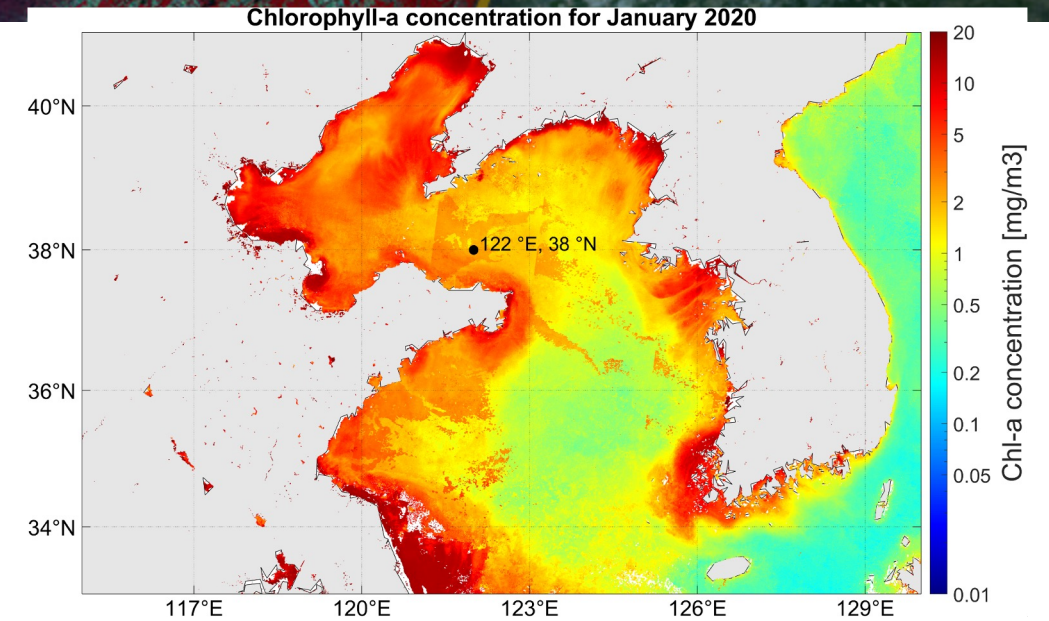 Chlorophyll-a concentration for January 2020
40°N
38°N
36°N
34°N
122 °E, 38 °N
117°E
120°E
123°E
126°E
129°E
20
10
5
2
1
0.5
0.2
0.1
0.05
0.01
Chl-a concentration [mg/m3]